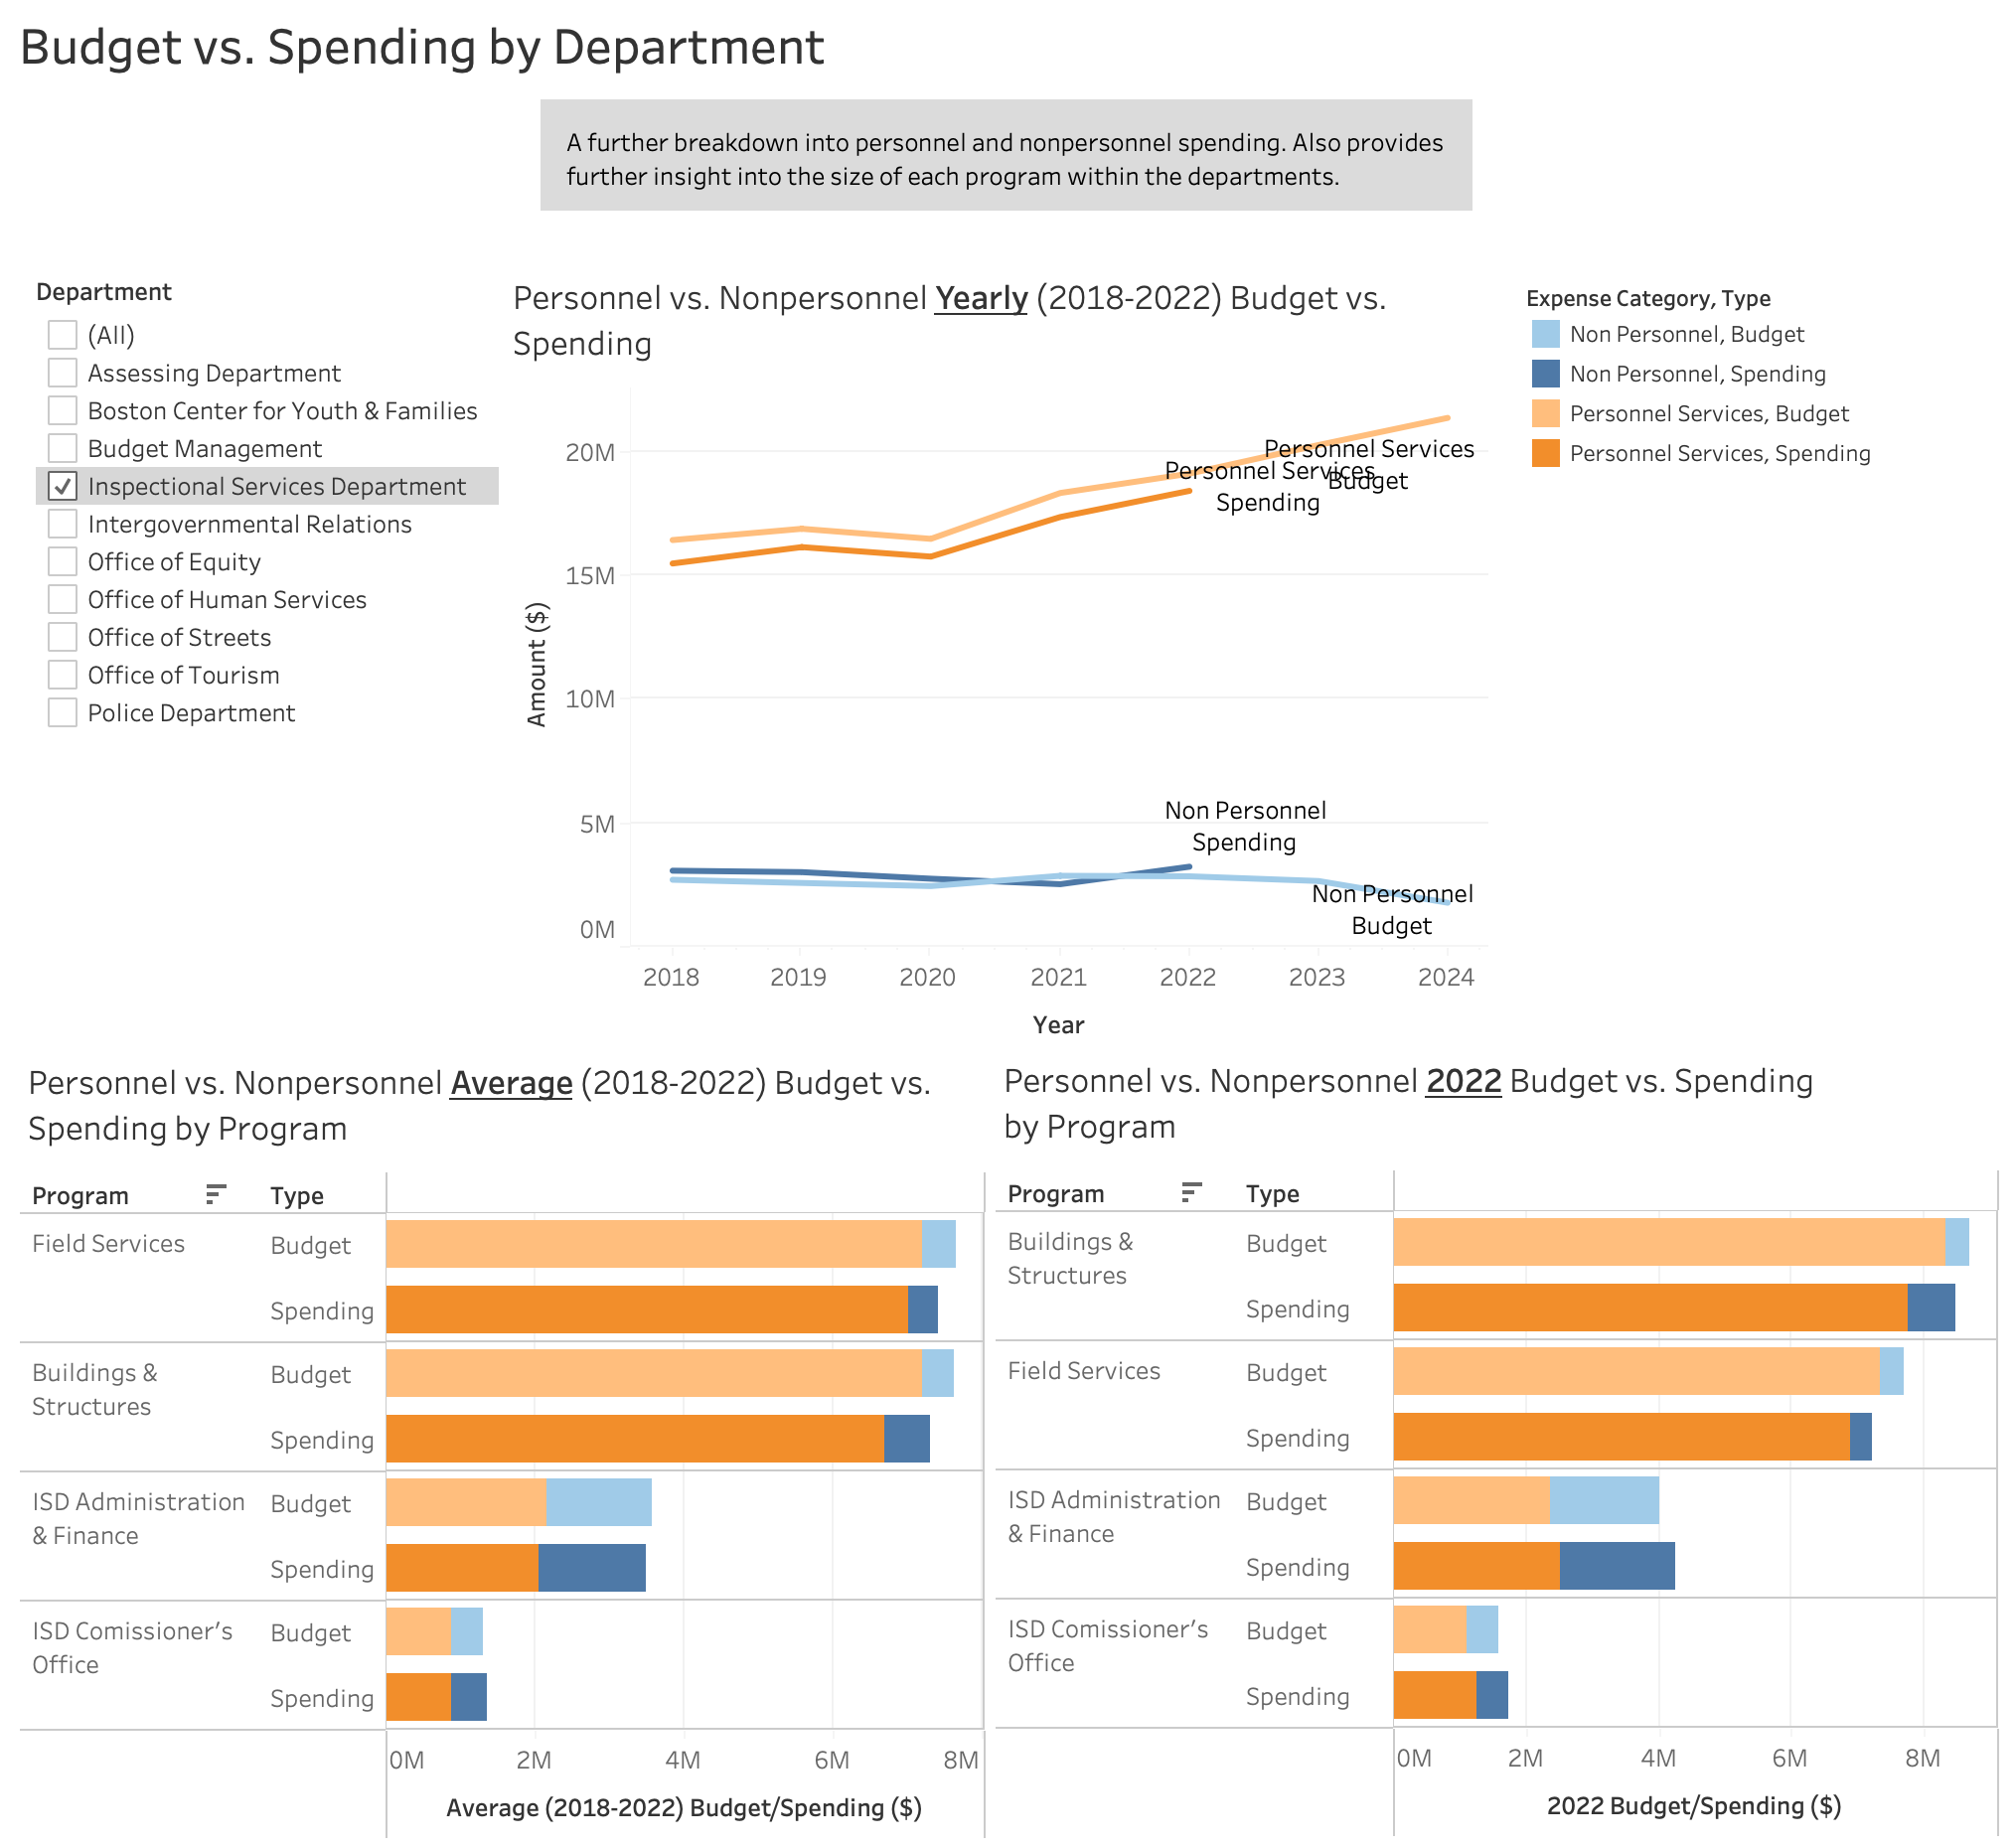 Budget vs. Spending by Department
A further breakdown into personnel and nonpersonnel spending. Also provides
further insight into the size of each program within the departments.
Department
(All)
Assessing Department
Boston Center for Youth & Families
Budget Management
Inspectional Services Department
Intergovernmental Relations
Office of Equity
Office of Human Services
Office of Streets
Office of Tourism
Police Department
Personnel vs. Nonpersonnel Yearly (2018-2022) Budget vs.
Spending
20M
15M
10M
5M
0M
Amount ($)
Personnel Services
Budget
Personnel Services
Spending
Non Personnel
Spending
Non Personnel
Budget
2018 2019 2020 2021 2022 2023 2024
Year
Expense Category, Type
Non Personnel, Budget
Non Personnel, Spending
Personnel Services, Budget
Personnel Services, Spending
Personnel vs. Nonpersonnel Average (2018-2022) Budget vs.
Spending by Program
Program Type
Field Services Budget
Spending
Buildings & Budget
Structures
Spending
ISD Administration Budget
& Finance
Spending
ISD Comissioner's Budget
Office
Spending
0M 2M 4M 6M 8M
Average (2018-2022) Budget/Spending ($)
Personnel vs. Nonpersonnel 2022 Budget vs. Spending
by Program
Program Type
Buildings & Budget
Structures
Spending
Field Services Budget
Spending
ISD Administration Budget
& Finance
Spending
ISD Comissioner's Budget
Office
Spending
0M 2M 4M 6M 8M
2022 Budget/Spending ($)